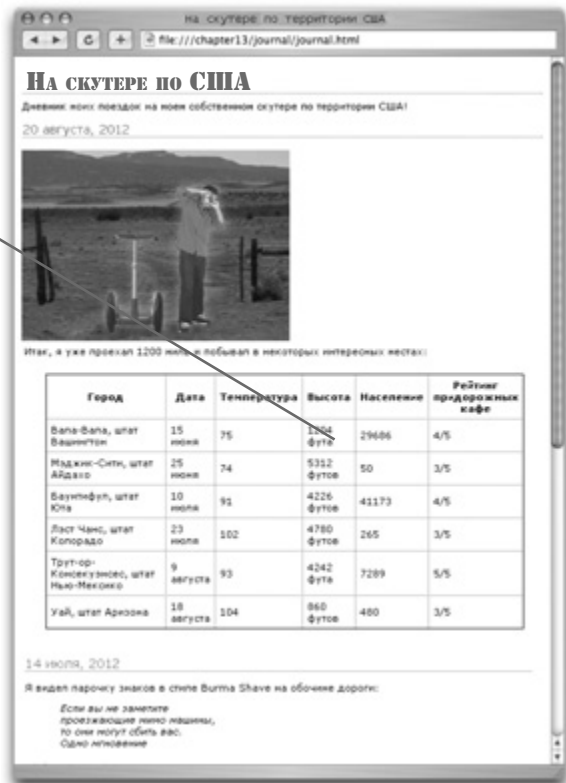 на скутере по территории США
file:///chapter13/journal/journal.html
На скутере по США
Дневник моих поездок на моем собственном скутере по территории США!
20 августа, 2012
Итак, я уже проехал 1200 миль и побывал в некоторых интересных местах:
Город Дата Температура Высота Население Рейтинг
придорожных
кафе
Вала-Вала, штат
Вашингтон 15
июня 75 1204
фута 29686 4/5
Мэджик-Сити, штат
Айдахо 25
июня 74 5312
футов 50 3/5
Баунтифул, штат
Юта 10
июля 91 4226
футов 41173 4/5
Ласт Чанс, штат
Колорадо 23
июля 102 4780
футов 265 3/5
Трут-ор-
Консекуэнсес, штат
Нью-Мексико 9
августа 93 4242
фута 7289 5/5
Уай, штат Аризона 18
августа 104 860
футов 480 3/5
14 июля, 2012
Я видел парочку знаков в стиле Burma Shave на обочине дороги:
Если вы не заметите
проезжающие мимо машины,
то они могут сбить вас.
Одно мгновение